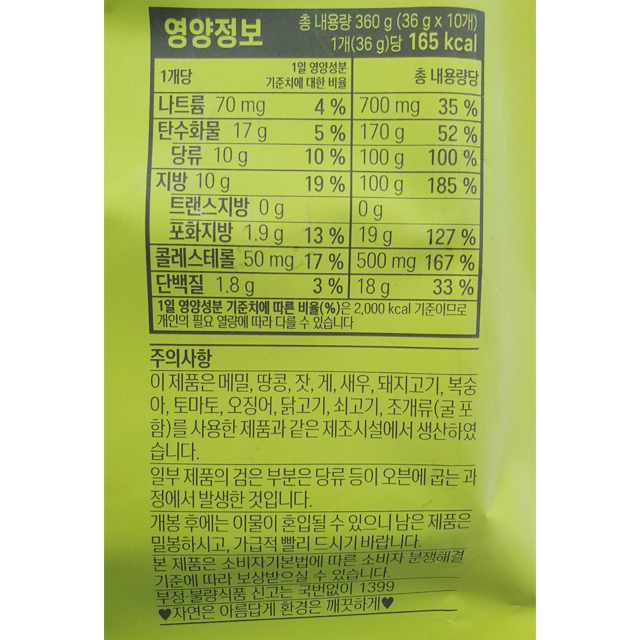 영양정보 총 내용량 360 g (36 g x 10개)
1개(36 g)당 165 kcal
1개당 1일 영양성분 기준치에 대한 비율 총 내용량당
나트륨 70 mg 4 % 700 mg 35 %
탄수화물 17 g 5 % 170 g 52 %
당류 10 g 10 % 100 g 100 %
지방 10 g 19 % 100 g 185 %
트랜스지방 0 g 0 g
포화지방 1.9 g 13 % 19 g 127 %
콜레스테롤 50 mg 17 % 500 mg 167 %
단백질 1.8 g 3 % 18 g 33 %
1일 영양성분 기준치에 따른 비율(%)은 2,000 kcal 기준이므로
개인의 필요 열량에 따라 다를 수 있습니다
주의사항
이 제품은 메밀, 땅콩, 잣, 게, 새우, 돼지고기, 복숭
아, 토마토, 오징어, 닭고기, 쇠고기, 조개류(굴 포
함)를 사용한 제품과 같은 제조시설에서 생산하였
습니다.
일부 제품의 검은 부분은 당류 등이 오븐에 굽는 과
정에서 발생한 것입니다.
개봉 후에는 이물이 혼입될 수 있으니 남은 제품은
밀봉하시고, 가급적 빨리 드시기 바랍니다.
본 제품은 소비자기본법에 따른 소비자 분쟁해결
기준에 따라 보상받으실 수 있습니다.
부정·불량식품 신고는 국번없이 1399
♥자연은 아름답게 환경은 깨끗하게♥